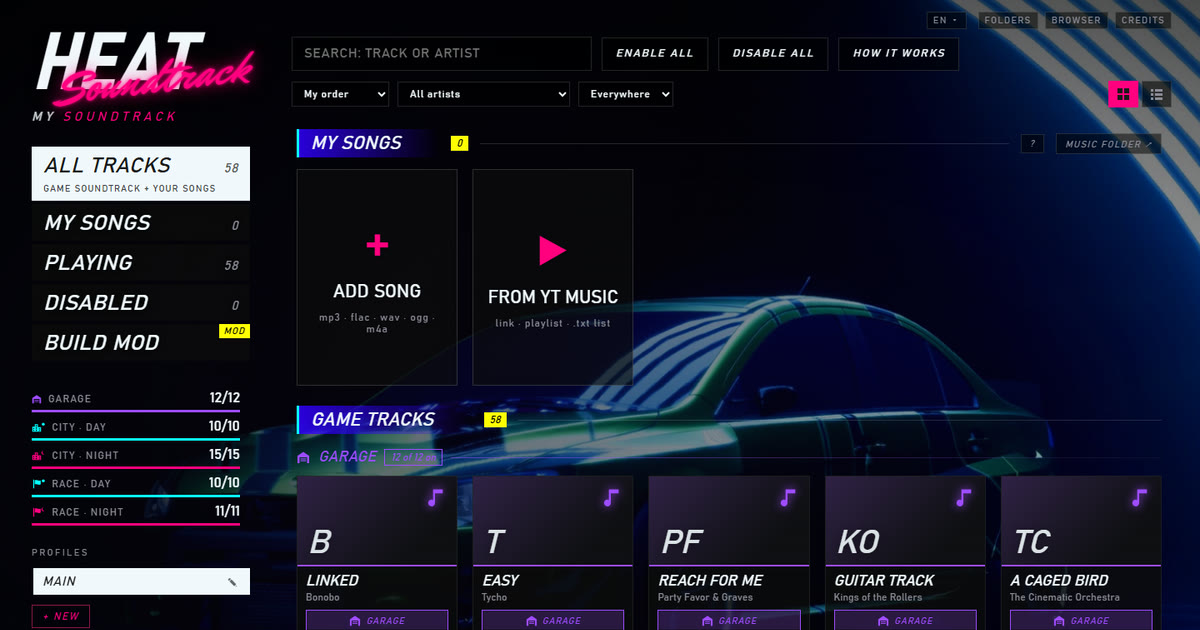 EN
FOLDERS
BROWSER
CREDITS
HEAT
Soundtrack
MY SOUNDTRACK
SEARCH: TRACK OR ARTIST
ENABLE ALL
DISABLE ALL
HOW IT WORKS
My order
All artists
Everywhere
ALL TRACKS 58
GAME SOUNDTRACK + YOUR SONGS
MY SONGS 0
PLAYING 58
DISABLED 0
BUILD MOD MOD
GARAGE 12/12
CITY · DAY 10/10
CITY · NIGHT 15/15
RACE · DAY 10/10
RACE · NIGHT 11/11
PROFILES
MAIN
+ NEW
MY SONGS 0
?
MUSIC FOLDER ↗
+
ADD SONG
mp3 · flac · wav · ogg ·
m4a
FROM YT MUSIC
link · playlist · .txt list
GAME TRACKS 58
GARAGE 12 of 12 on
B
LINKED
Bonobo
GARAGE
T
EASY
Tycho
GARAGE
PF
REACH FOR ME
Party Favor & Graves
GARAGE
KO
GUITAR TRACK
Kings of the Rollers
GARAGE
TC
A CAGED BIRD
The Cinematic Orchestra
GARAGE